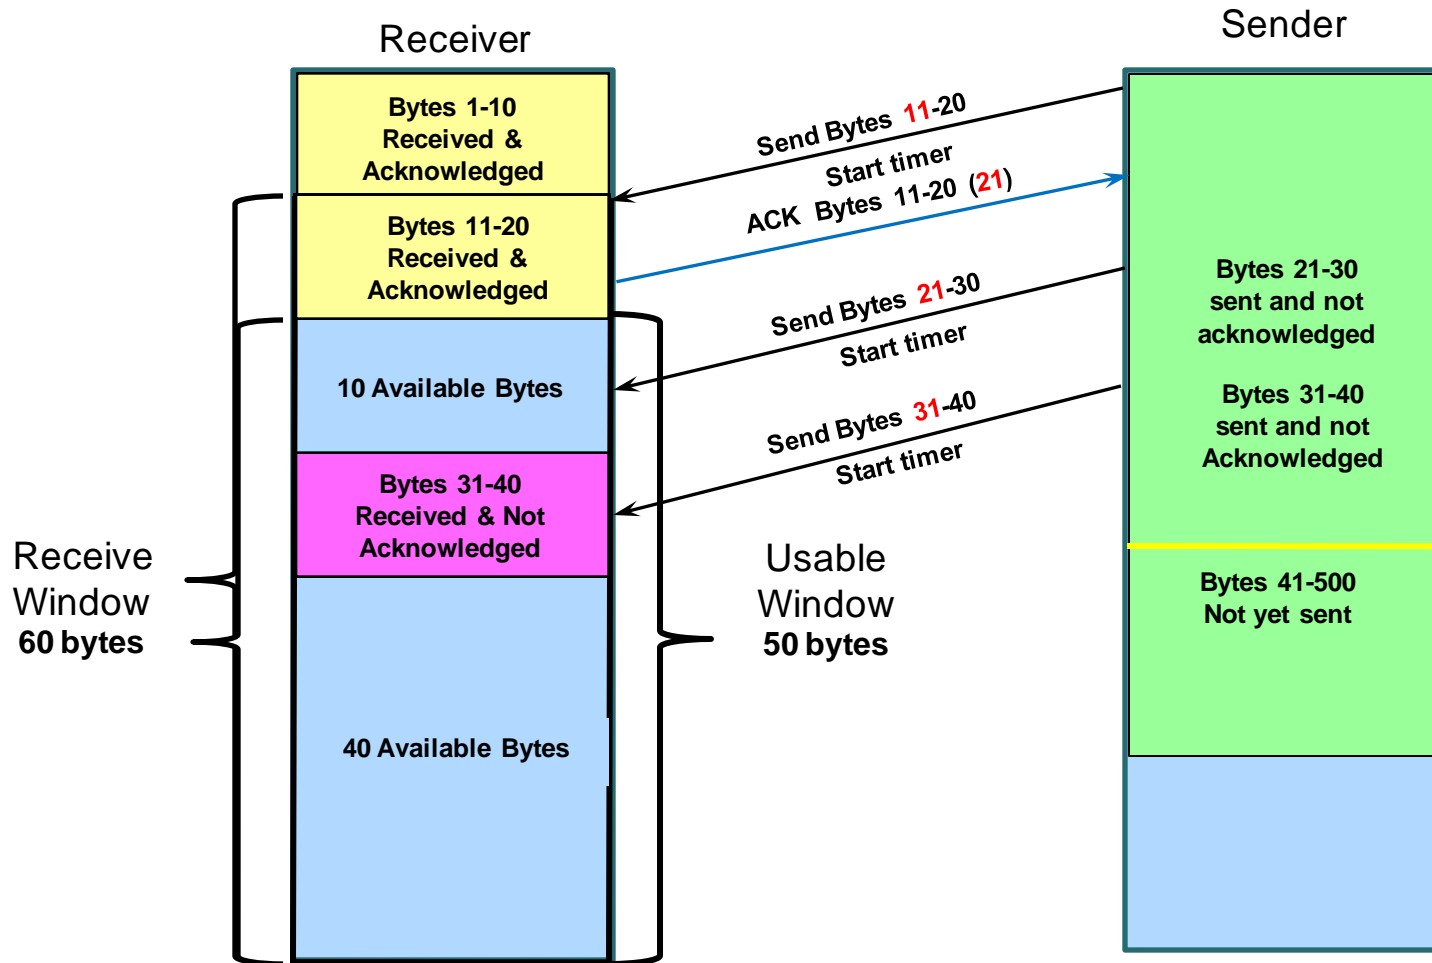 Receiver
Sender
Bytes 1-10
Received &
Acknowledged
Send Bytes 11-20
Start timer
ACK Bytes 11-20 (21)
Bytes 11-20
Received &
Acknowledged
Send Bytes 21-30
Start timer
Bytes 21-30
sent and not
acknowledged
10 Available Bytes
Send Bytes 31-40
Start timer
Bytes 31-40
sent and not
Acknowledged
Bytes 31-40
Received & Not
Acknowledged
Receive
Window
60 bytes
Usable
Window
50 bytes
Bytes 41-500
Not yet sent
40 Available Bytes